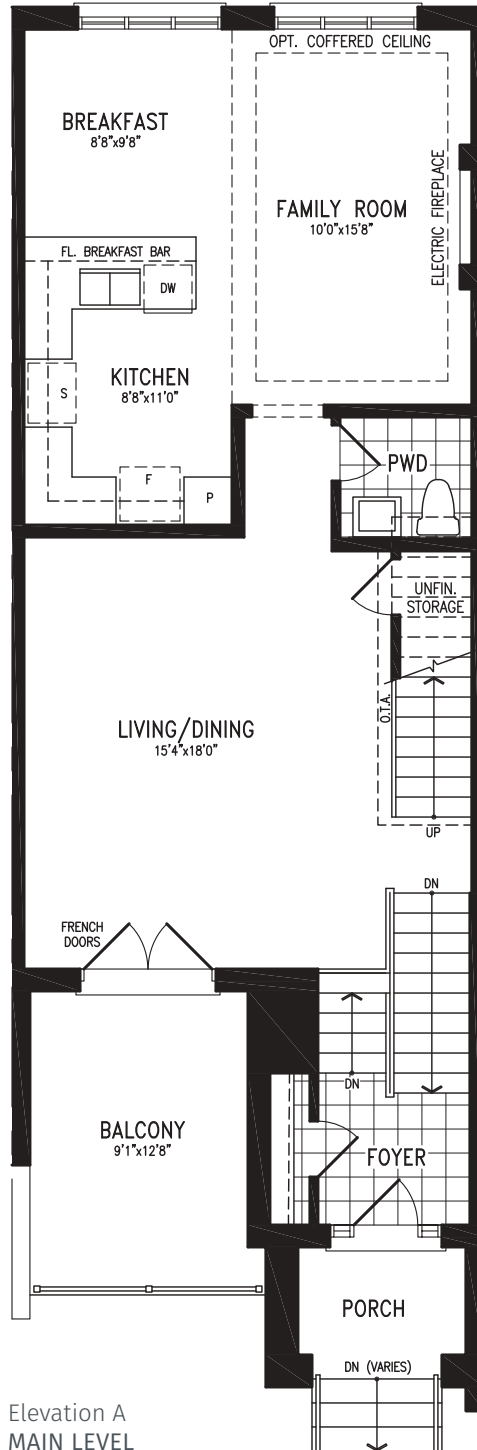 OPT. COFFERED CEILING
BREAKFAST
8'8"x9'8"
FAMILY ROOM
10'0"x15'8"
ELECTRIC FIREPLACE
FL. BREAKFAST BAR
DW
KITCHEN
8'8"x11'0"
S
F
P
PWD
UNFIN.
STORAGE
O.T.A.
LIVING/DINING
15'4"x18'0"
UP
DN
FRENCH
DOORS
DN
BALCONY
9'1"x12'8"
FOYER
PORCH
DN (VARIES)
Elevation A
MAIN LEVEL